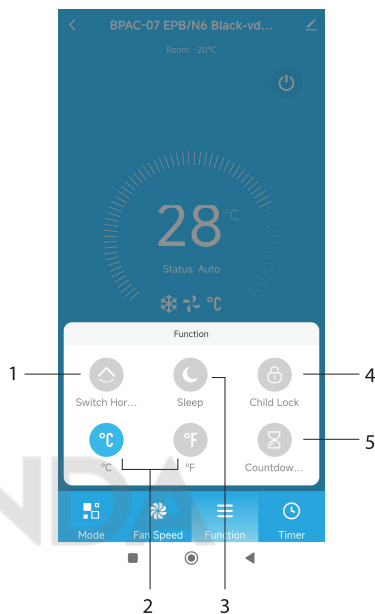 BPAC-07 EPB/N6 Black-vd...
Room: -20°C
28°C
Status: Auto
°C
Function
1
Switch Hor...
Sleep
Child Lock
4
°C
°F
5
°C
°F
Countdow...
NDA
Mode
Fan Speed
Function
Timer
2
3